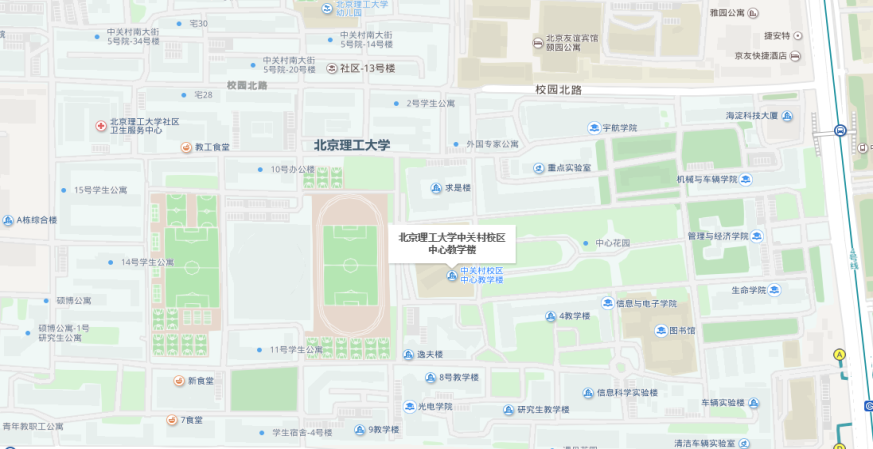 北京理工大学
幼儿园
雅园公寓
宅30
中关村南大街
5号院-34号楼
中关村南大街
5号院-14号楼
北京友谊宾馆
颐园公寓
捷安特
京友快捷酒店
中关村南大街
5号院-20号楼
社区-13号楼
校园北路
校园北路
宅28
2号学生公寓
海淀科技大厦
北京理工大学社区
卫生服务中心
宇航学院
教工食堂
北京理工大学
外国专家公寓
10号办公楼
重点实验室
机械与车辆学院
15号学生公寓
求是楼
A栋综合楼
北京理工大学中关村校区
中心教学楼
中心花园
管理与经济学院
4号线
14号学生公寓
中关村校区
中心教学楼
生命学院
硕博公寓
信息与电子学院
4教学楼
硕博公寓-1号
研究生公寓
图书馆
11号学生公寓
逸夫楼
A
新食堂
8号教学楼
信息科学实验楼
光电学院
研究生教学楼
车辆实验楼
7食堂
青年教职工公寓
学生宿舍-4号楼
9号教学楼
清洁车辆实验室
D